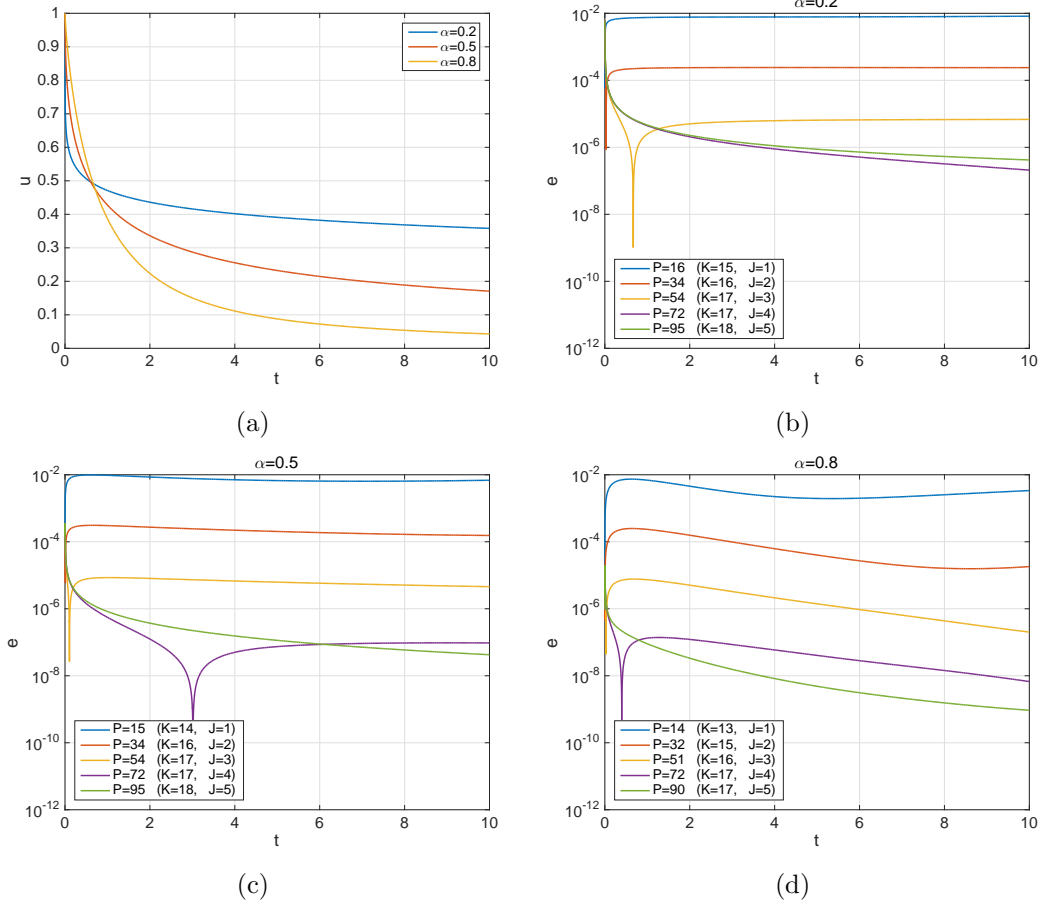 1
0.9
0.8
0.7
0.6
0.5
0.4
0.3
0.2
0.1
0
u
0 2 4 6 8 10
t
α=0.2
α=0.5
α=0.8
(a)
α=0.2
10^-2
10^-4
10^-6
10^-8
10^-10
10^-12
e
P=16 (K=15, J=1)
P=34 (K=16, J=2)
P=54 (K=17, J=3)
P=72 (K=17, J=4)
P=95 (K=18, J=5)
0 2 4 6 8 10
t
(b)
α=0.5
10^-2
10^-4
10^-6
10^-8
10^-10
10^-12
e
P=15 (K=14, J=1)
P=34 (K=16, J=2)
P=54 (K=17, J=3)
P=72 (K=17, J=4)
P=95 (K=18, J=5)
0 2 4 6 8 10
t
(c)
α=0.8
10^-2
10^-4
10^-6
10^-8
10^-10
10^-12
e
P=14 (K=13, J=1)
P=32 (K=15, J=2)
P=51 (K=16, J=3)
P=72 (K=17, J=4)
P=90 (K=17, J=5)
0 2 4 6 8 10
t
(d)